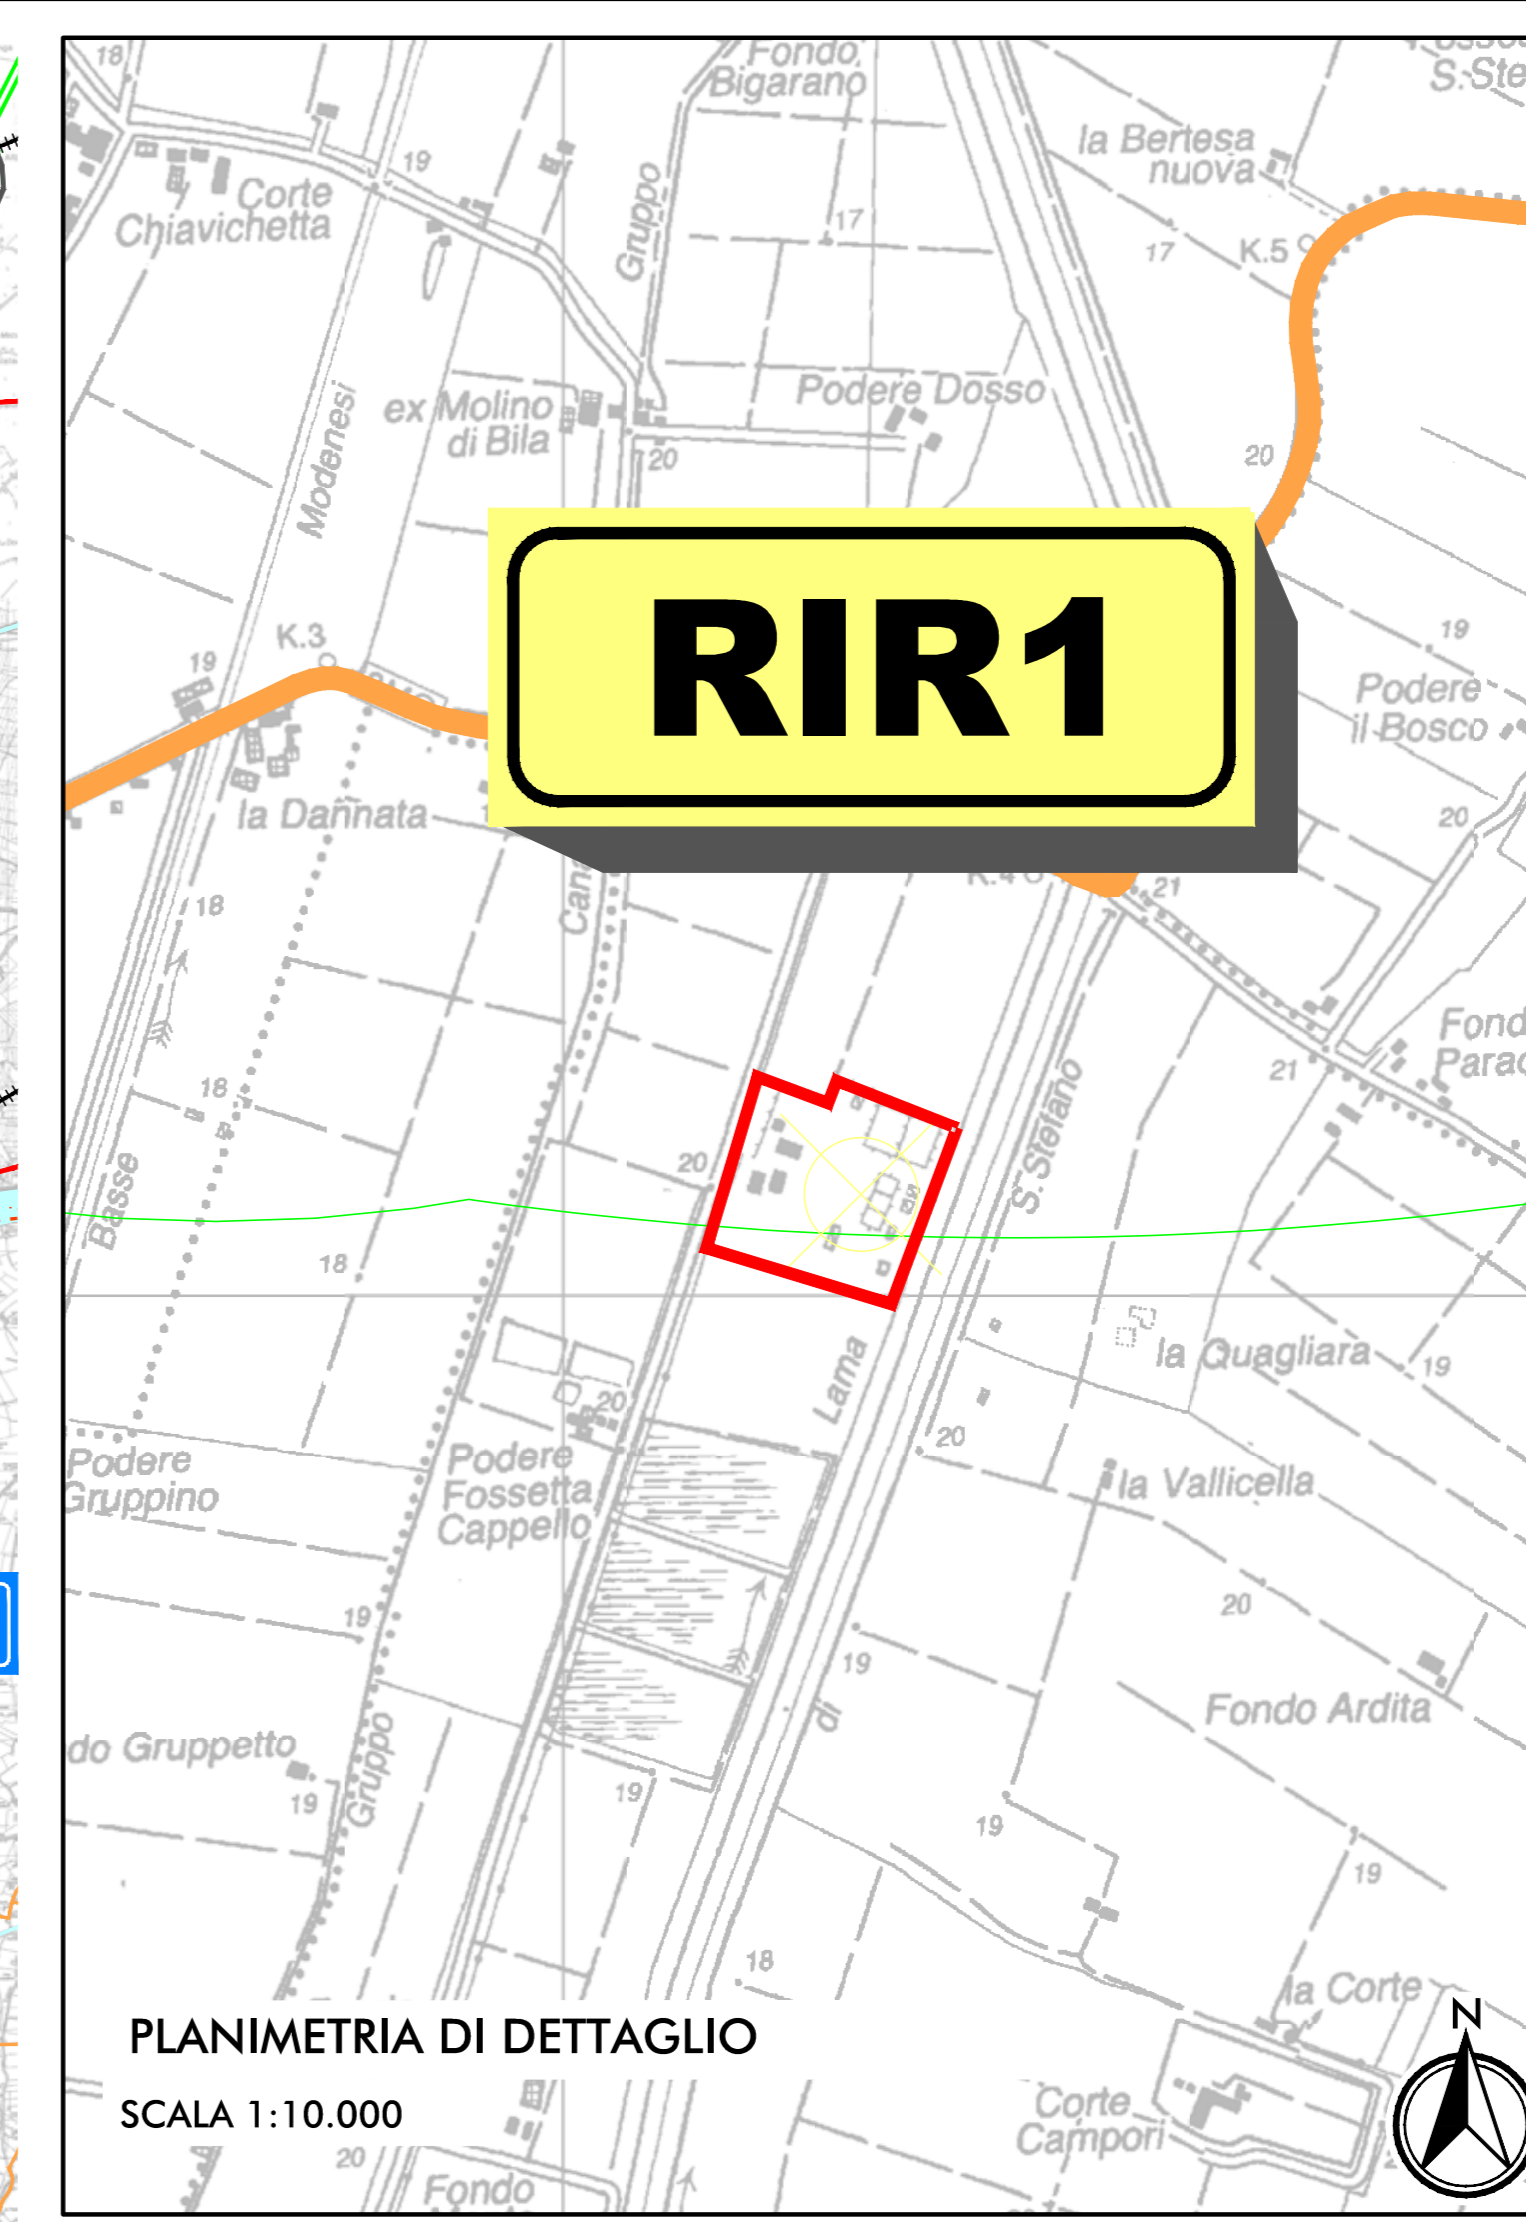 18
Fondo
Bigarano
S. Ste
la Bertesa
nuova
19
Corte
Chiavichetta
Gruppo
17
17
K.5
Modenesi
ex Molino
di Bila
Podere Dosso
20
20
RIR1
K.3
19
19
Podere
il Bosco
la Dannata
20
Cana
K.4
21
18
Fond
Parad
21
18
S. Stefano
20
Basse
18
Lama
la Quagliara
19
20
20
Podere
Gruppino
Podere
Fossetta
Cappello
la Vallicella
19
20
19
di
Fondo Ardita
do Gruppetto
Gruppo
19
19
19
19
18
la Corte
N
PLANIMETRIA DI DETTAGLIO
SCALA 1:10.000
Corte
Campori
20
Fondo